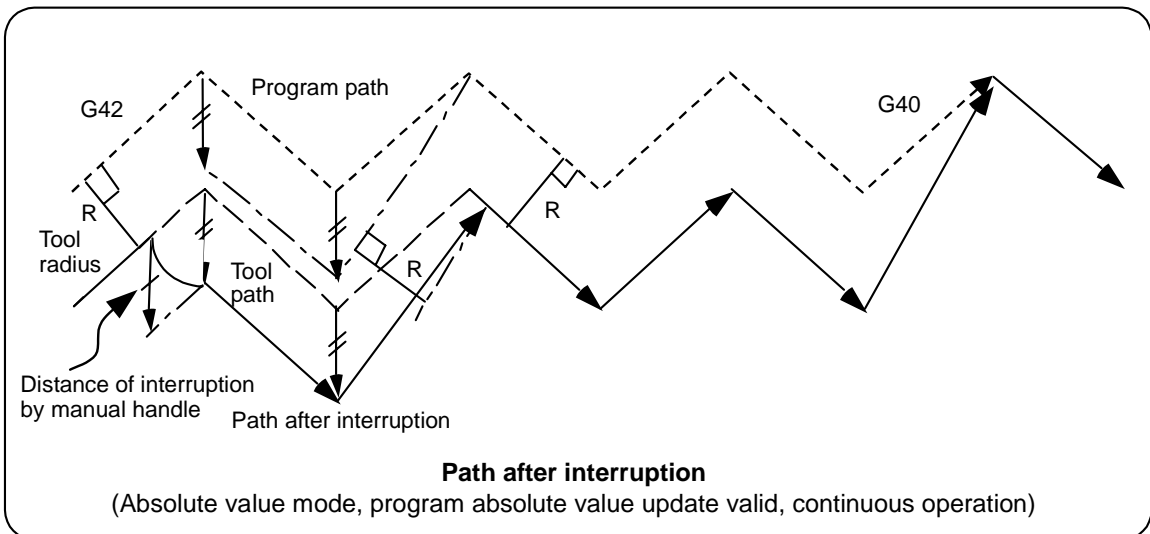 Program path
G42
G40
R
R
Tool
radius
Tool
path
R
Distance of interruption
by manual handle
Path after interruption
Path after interruption
(Absolute value mode, program absolute value update valid, continuous operation)